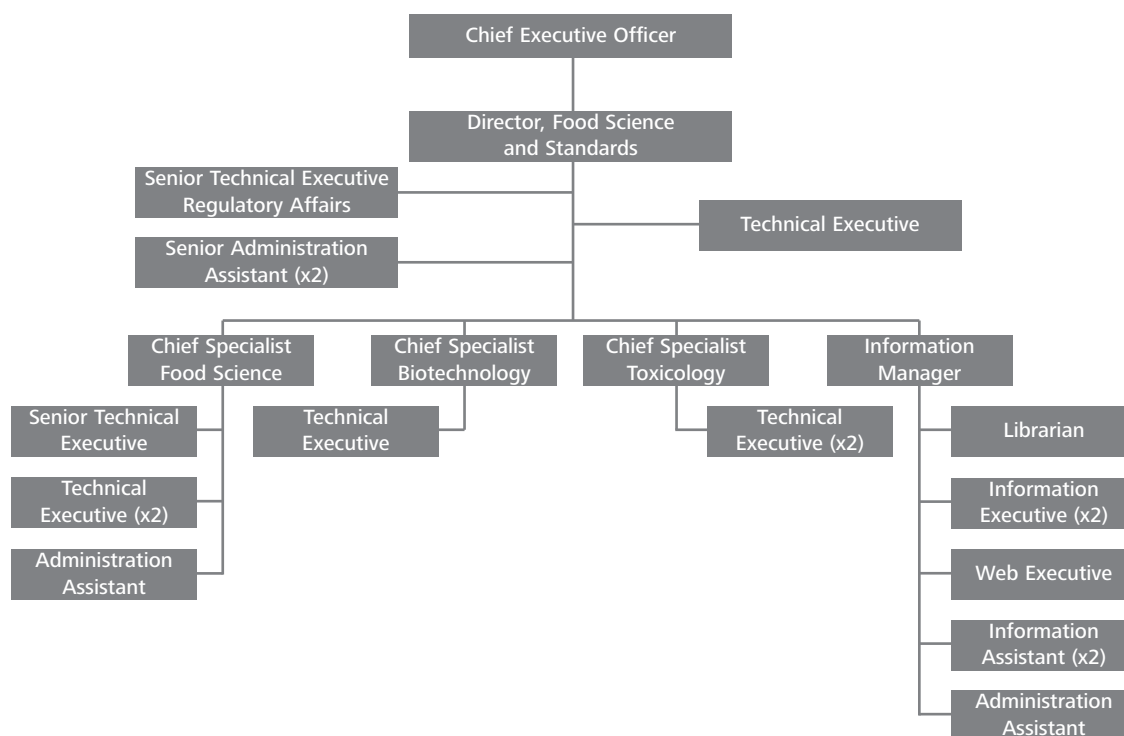 Chief Executive Officer
Director, Food Science
and Standards
Senior Technical Executive
Regulatory Affairs
Technical Executive
Senior Administration
Assistant (x2)
Chief Specialist
Food Science
Chief Specialist
Biotechnology
Chief Specialist
Toxicology
Information
Manager
Senior Technical
Executive
Technical
Executive
Technical
Executive (x2)
Librarian
Technical
Executive (x2)
Information
Executive (x2)
Administration
Assistant
Web Executive
Information
Assistant (x2)
Administration
Assistant